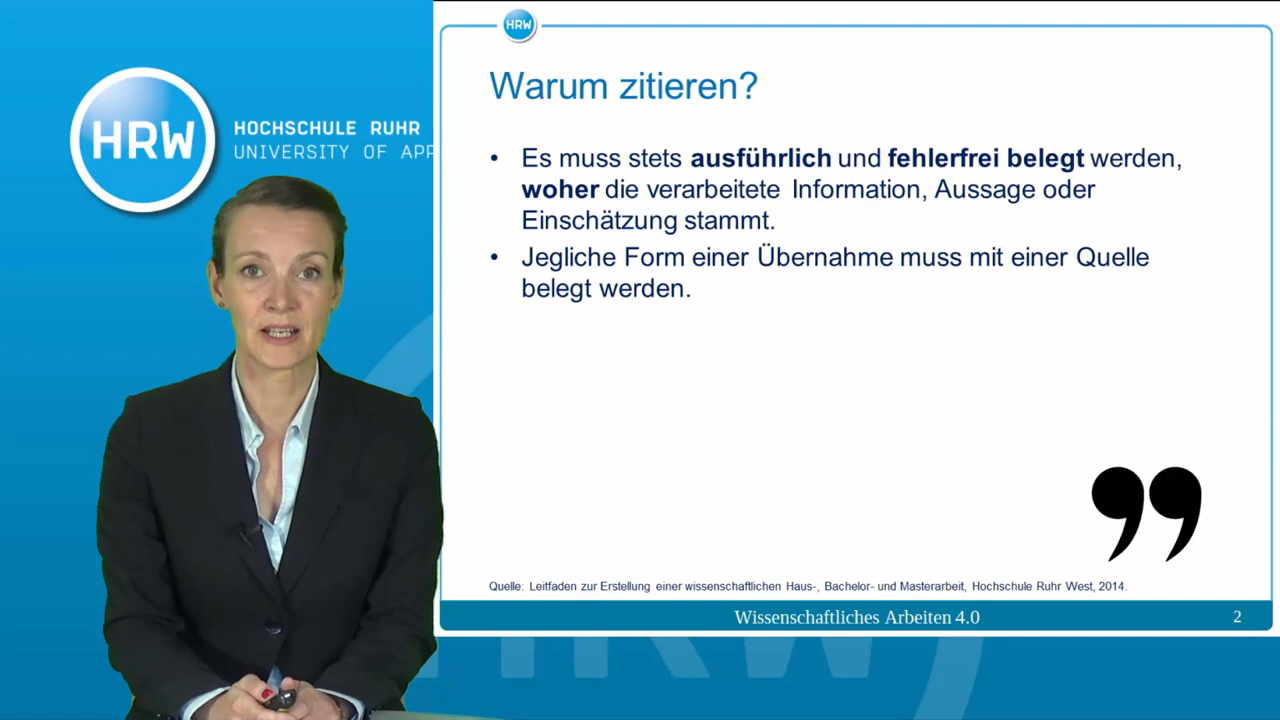 HRW
HOCHSCHULE RUHR
UNIVERSITY OF APP
HRW
Warum zitieren?
• Es muss stets ausführlich und fehlerfrei belegt werden,
woher die verarbeitete Information, Aussage oder
Einschätzung stammt.
• Jegliche Form einer Übernahme muss mit einer Quelle
belegt werden.
Quelle: Leitfaden zur Erstellung einer wissenschaftlichen Haus-, Bachelor- und Masterarbeit, Hochschule Ruhr West, 2014.
Wissenschaftliches Arbeiten 4.0
2
HRW